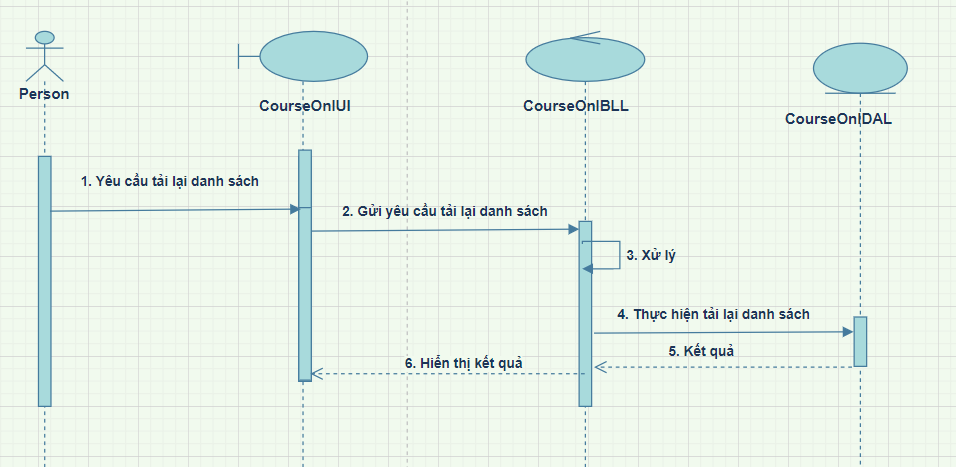 Person
CourseOnlUI
CourseOnlBLL
CourseOnlDAL
1. Yêu cầu tải lại danh sách
2. Gửi yêu cầu tải lại danh sách
3. Xử lý
4. Thực hiện tải lại danh sách
5. Kết quả
6. Hiển thị kết quả